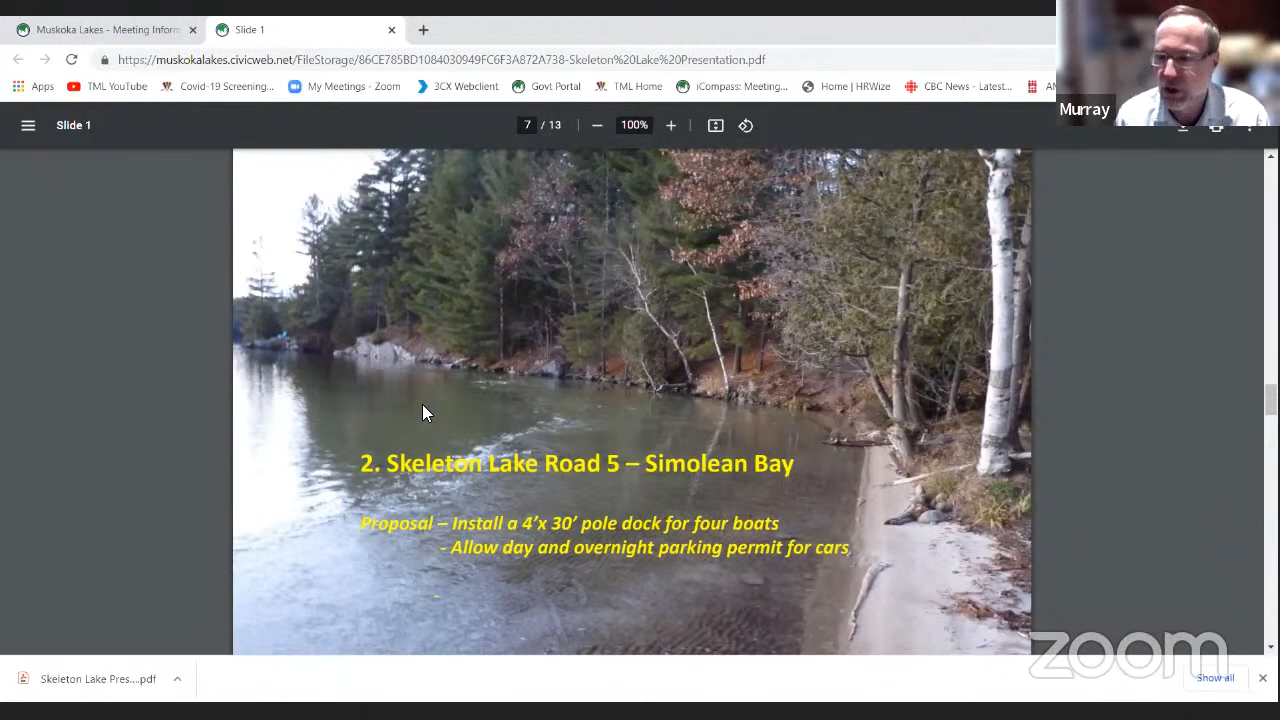 Muskoka Lakes - Meeting Inform
Slide 1
https://muskokalakes.civicweb.net/FileStorage/86CE785BD1084030949FC6F3A872A738-Skeleton%20Lake%20Presentation.pdf
Apps
TML YouTube
Covid-19 Screening...
My Meetings - Zoom
3CX Webclient
Govt Portal
TML Home
iCompass: Meeting...
Home | HRWize
CBC News - Latest...
AM
Murray
Slide 1
7 / 13
100%
2. Skeleton Lake Road 5 – Simolean Bay
Proposal – Install a 4'x 30' pole dock for four boats
- Allow day and overnight parking permit for cars
zoom
Skeleton Lake Pres....pdf
Show all